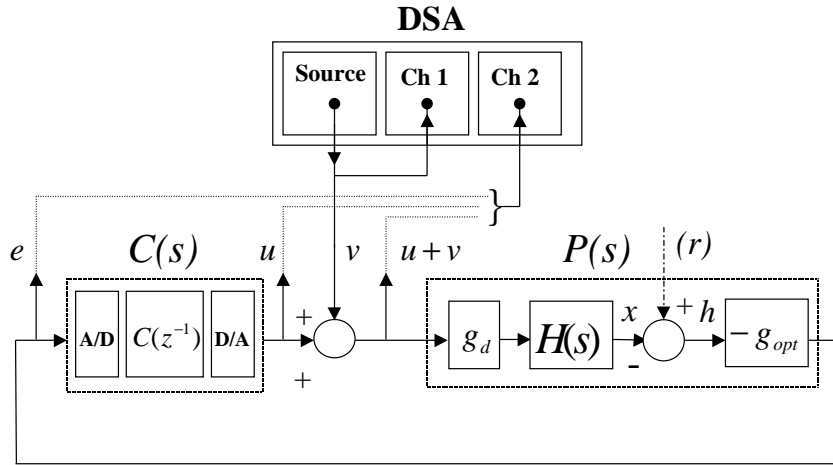 DSA
Source
Ch 1
Ch 2
}
e
C(s)
u
v
u + v
P(s)
(r)
A/D
C(z⁻¹)
D/A
+
+
g_d
H(s)
x
-
+
h
− g_opt